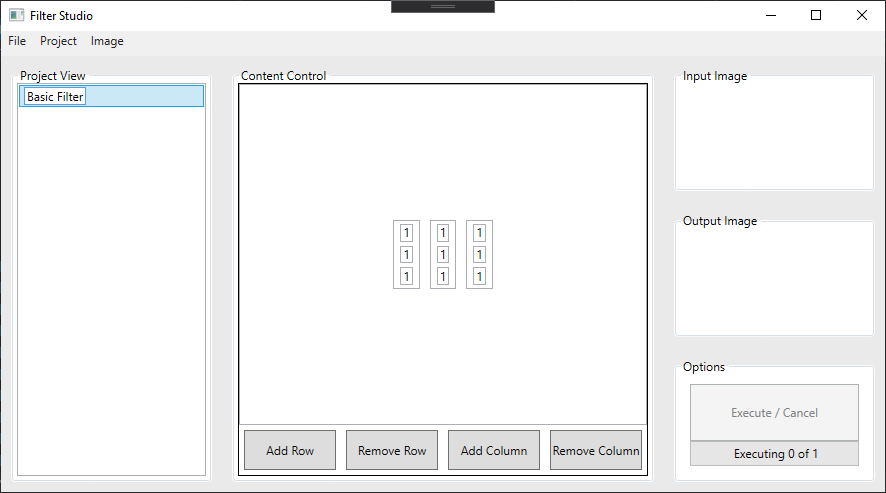 Filter Studio
File Project Image
Project View
Basic Filter
Content Control
1 1 1
1 1 1
1 1 1
Add Row Remove Row Add Column Remove Column
Input Image
Output Image
Options
Execute / Cancel
Executing 0 of 1